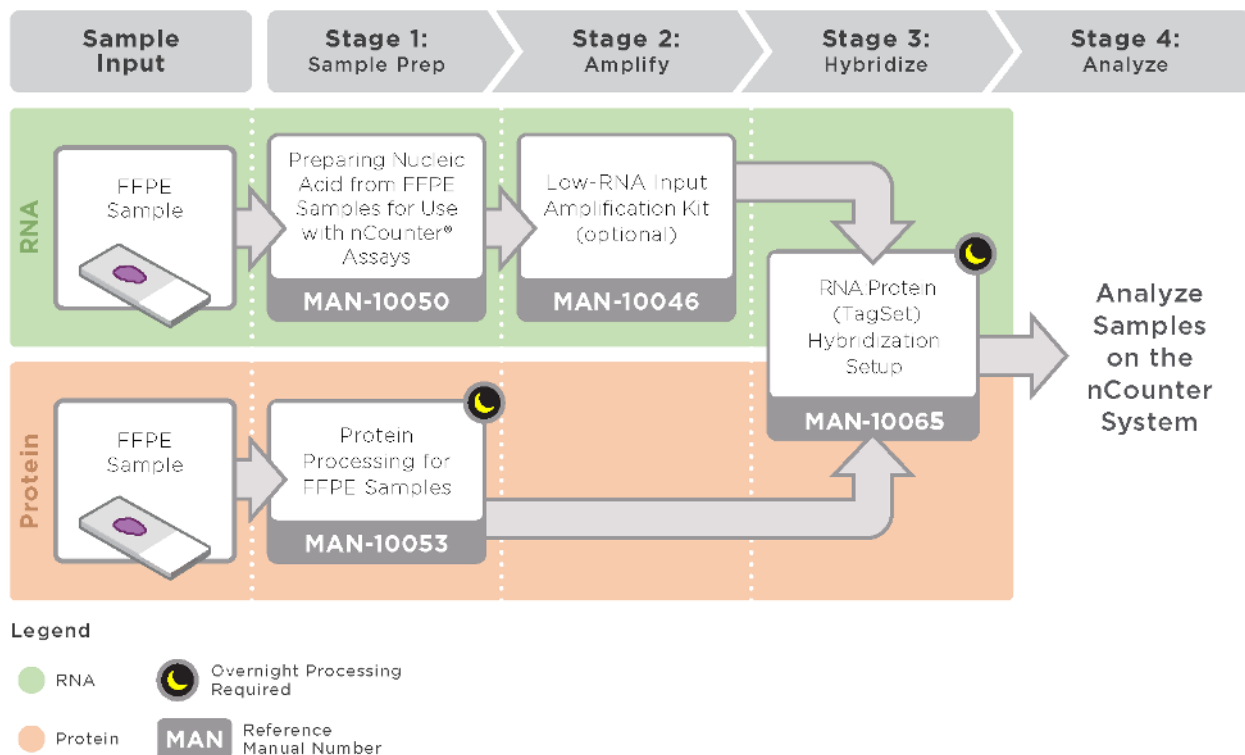 Sample
Input
Stage 1:
Sample Prep
Stage 2:
Amplify
Stage 3:
Hybridize
Stage 4:
Analyze
RNA
FFPE
Sample
Preparing Nucleic
Acid from FFPE
Samples for Use
with nCounter®
Assays
MAN-10050
Low-RNA Input
Amplification Kit
(optional)
MAN-10046
RNA:Protein
(TagSet)
Hybridization
Setup
MAN-10065
Analyze
Samples
on the
nCounter
System
Protein
FFPE
Sample
Protein
Processing for
FFPE Samples
MAN-10053
Legend
RNA
Overnight Processing
Required
Protein
MAN
Reference
Manual Number